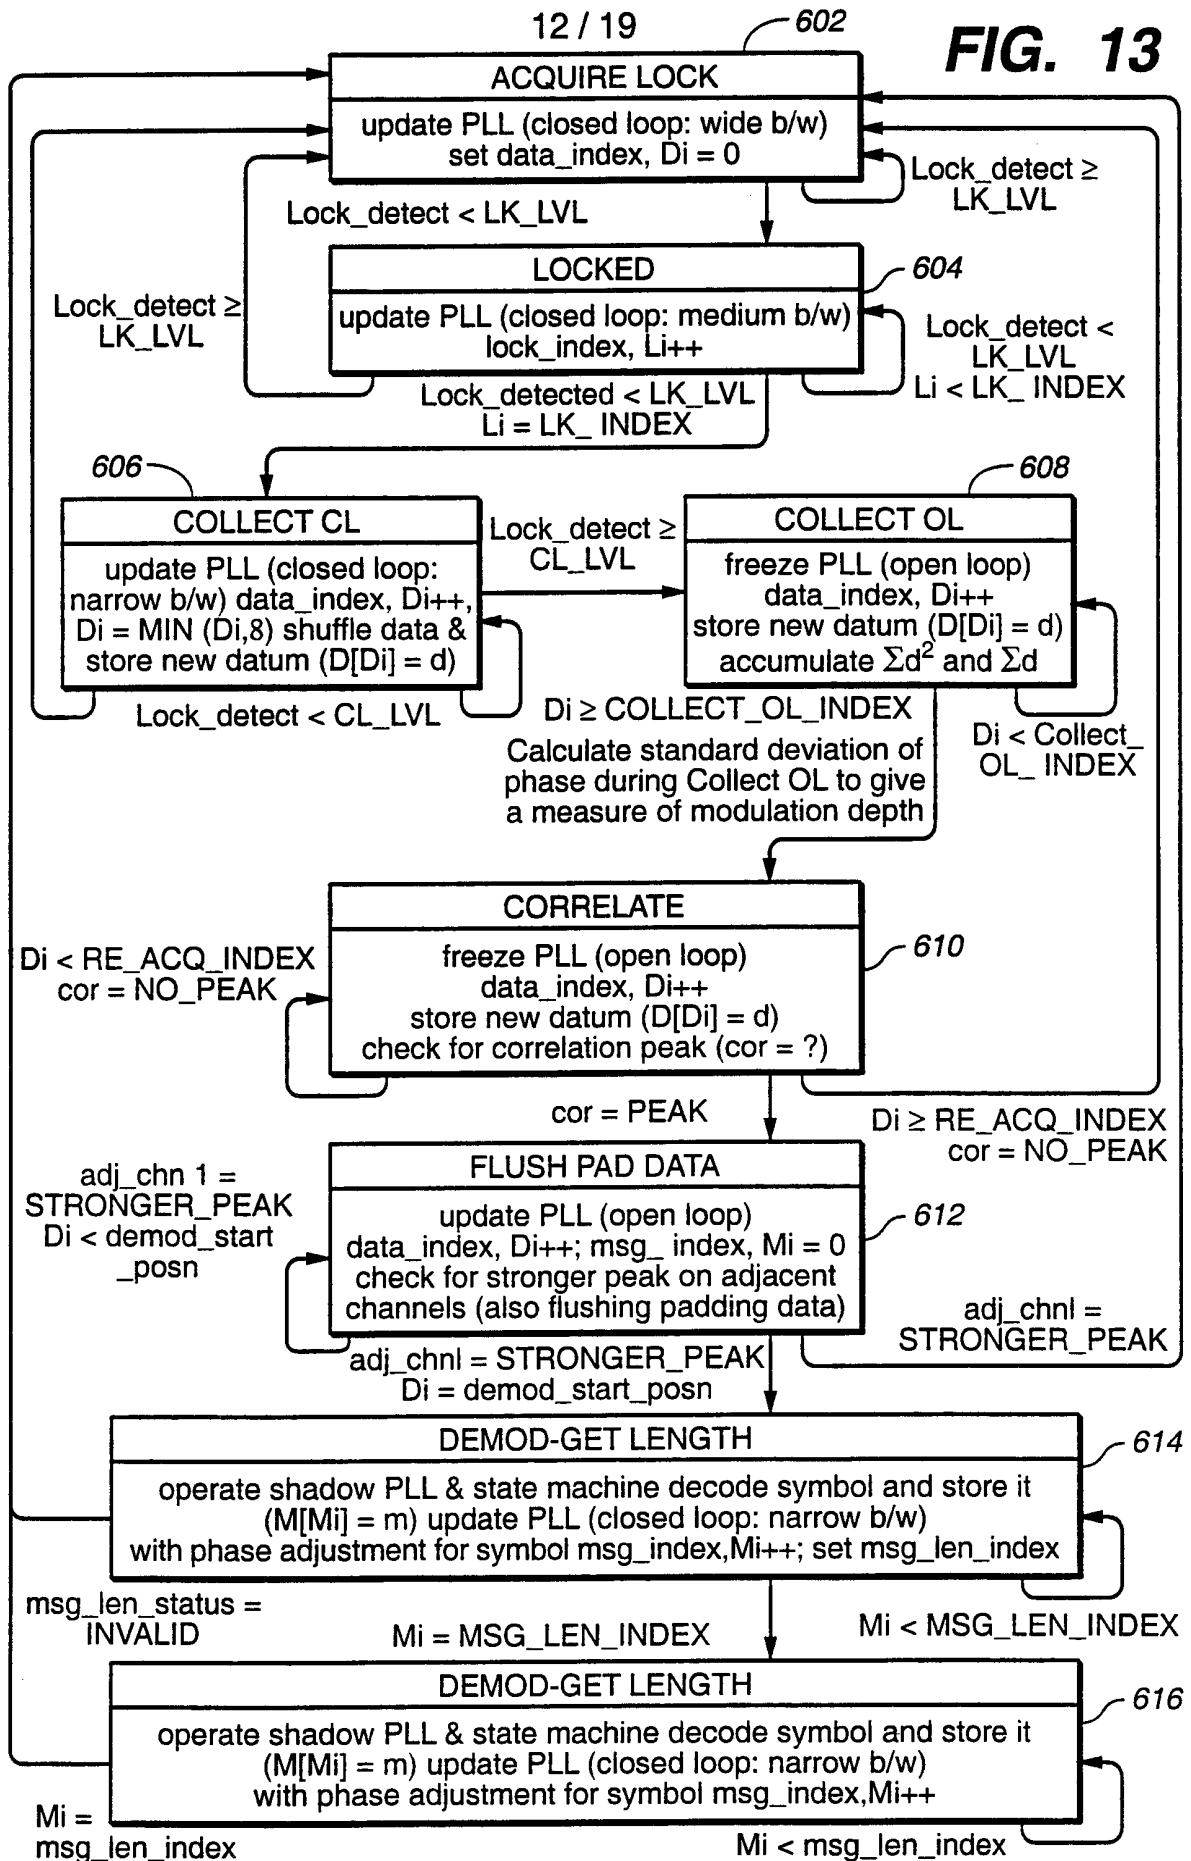 12 / 19
FIG. 13
602
ACQUIRE LOCK
update PLL (closed loop: wide b/w)
set data_index, Di = 0
Lock_detect ≥
LK_LVL
Lock_detect < LK_LVL
604
LOCKED
update PLL (closed loop: medium b/w)
lock_index, Li++
Lock_detect ≥
LK_LVL
Lock_detect <
LK_LVL
Li < LK_ INDEX
Lock_detected < LK_LVL
Li = LK_ INDEX
606
COLLECT CL
update PLL (closed loop:
narrow b/w) data_index, Di++,
Di = MIN (Di,8) shuffle data &
store new datum (D[Di] = d)
Lock_detect < CL_LVL
Lock_detect ≥
CL_LVL
608
COLLECT OL
freeze PLL (open loop)
data_index, Di++
store new datum (D[Di] = d)
accumulate Σd² and Σd
Di ≥ COLLECT_OL_INDEX
Di < Collect_
OL_ INDEX
Calculate standard deviation of
phase during Collect OL to give
a measure of modulation depth
610
CORRELATE
freeze PLL (open loop)
data_index, Di++
store new datum (D[Di] = d)
check for correlation peak (cor = ?)
Di < RE_ACQ_INDEX
cor = NO_PEAK
cor = PEAK
Di ≥ RE_ACQ_INDEX
cor = NO_PEAK
612
FLUSH PAD DATA
update PLL (open loop)
data_index, Di++; msg_ index, Mi = 0
check for stronger peak on adjacent
channels (also flushing padding data)
adj_chn 1 =
STRONGER_PEAK
Di < demod_start
_posn
adj_chnl = STRONGER_PEAK
Di = demod_start_posn
adj_chnl =
STRONGER_PEAK
614
DEMOD-GET LENGTH
operate shadow PLL & state machine decode symbol and store it
(M[Mi] = m) update PLL (closed loop: narrow b/w)
with phase adjustment for symbol msg_index,Mi++; set msg_len_index
msg_len_status =
INVALID
Mi = MSG_LEN_INDEX
Mi < MSG_LEN_INDEX
616
DEMOD-GET LENGTH
operate shadow PLL & state machine decode symbol and store it
(M[Mi] = m) update PLL (closed loop: narrow b/w)
with phase adjustment for symbol msg_index,Mi++
Mi =
msg_len_index
Mi < msg_len_index